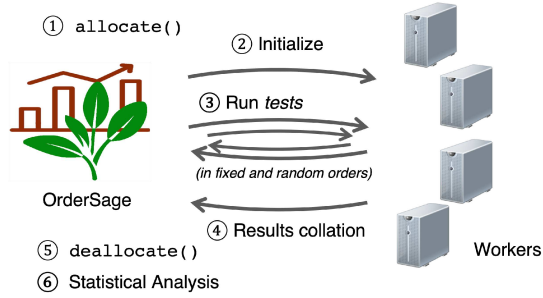 ① allocate()
② Initialize
③ Run tests
(in fixed and random orders)
OrderSage
④ Results collation
⑤ deallocate()
Workers
⑥ Statistical Analysis